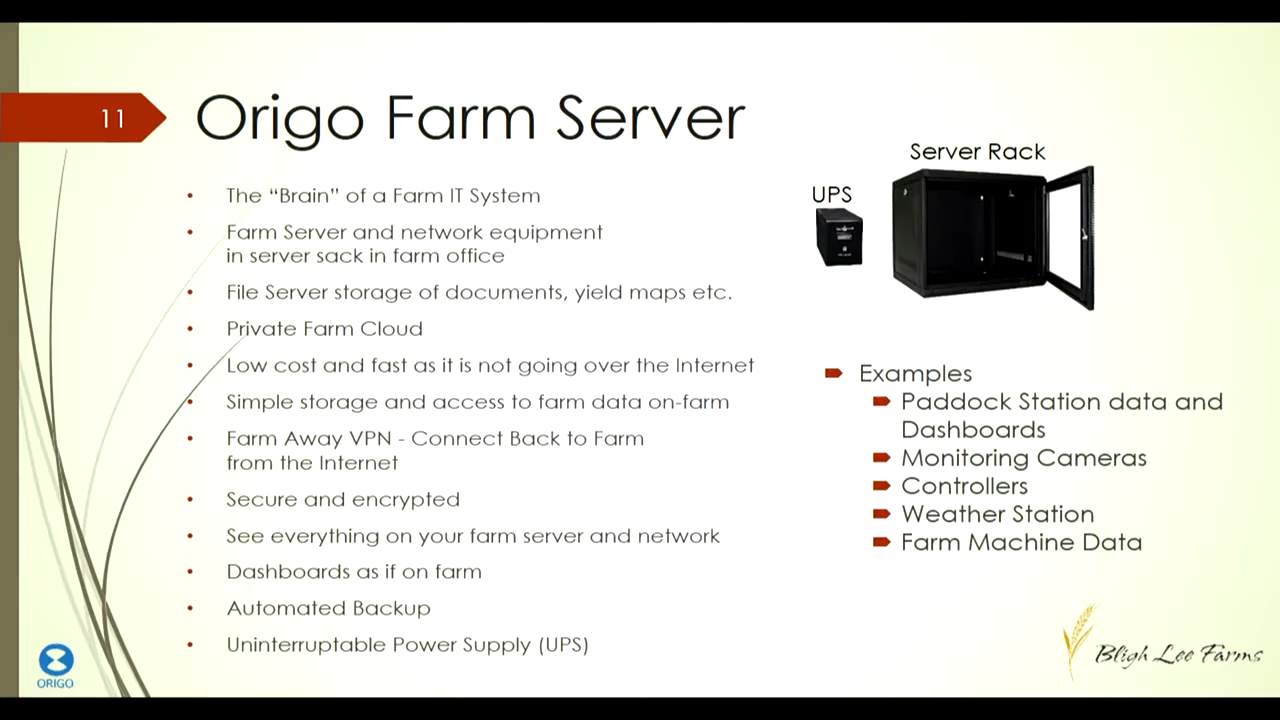 11
Origo Farm Server
• The “Brain” of a Farm IT System
• Farm Server and network equipment
in server sack in farm office
• File Server storage of documents, yield maps etc.
• Private Farm Cloud
• Low cost and fast as it is not going over the Internet
• Simple storage and access to farm data on-farm
• Farm Away VPN - Connect Back to Farm
from the Internet
• Secure and encrypted
• See everything on your farm server and network
• Dashboards as if on farm
• Automated Backup
• Uninterruptable Power Supply (UPS)
Server Rack
UPS
Examples
Paddock Station data and
Dashboards
Monitoring Cameras
Controllers
Weather Station
Farm Machine Data
ORIGO
Bligh Lee Farms